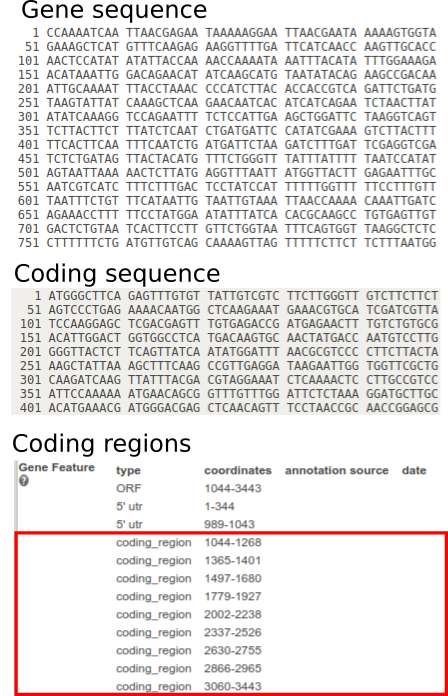 Gene sequence
1 CCAAAATCAA TTAACGAGAA TAAAAAGGAA TTAACGAATA AAAAGTGGTA
51 GAAAGCTCAT GTTTCAAGAG AAGGTTTTGA TTCATCAACC AAGTTGCACC
101 AACTCCATAT ATATTACCAA AACCAAAATA AATTTACATA TTTGGAAAGA
151 ACATAAATTG GACAGAACAT ATCAAGCATG TAATATACAG AAGCCGACAA
201 ATTGCAAAAT TTACCTAAAC CCCATCTTAC ACCACCCGTCA GATTCTGATG
251 TAAGTATTAT CAAAGCTCAA GAACAATCAC ATCATCAGAA TCTAACTTAT
301 ATATCAAAGG TCCAGAATTT TCTCCATTGA AGCTGGATTC TAAGGTCAGT
351 TCTTACTTCT TTATCTCAAT CTGATGATTC CATATCGAAA GTCTTACTTT
401 TTCACTTCAA TTTCAATCTG ATGATTCTAA GATCTTTGAT TCGAGGTCGA
451 TCTCTGATAG TTACTACATG TTTCTGGGTT TATTTATTTT TAATCCATAT
501 AGTAATTAAA AACTCTTATG AGGTTTAATT ATGGTTACTT GAGAATTTGC
551 AATCGTCATC TTTCTTTGAC TCCTATCCAT TTTTTGGTTT TTCCTTTGTT
601 TAATTTCTGT TTCATAATTG TAATTGTAAA TTAACCAAAA CAAATTGATC
651 AGAAACCTTT TTCCTATGGA ATATTTATCA CACGCAAGCC TGTGAGTTGT
701 GACTCTGTAA TCACTTCCTT GTTCTGGTAA TTTCAGTGGT TAAGGCTCTC
751 CTTTTTTCTG ATGTTGTCAG CAAAAGTTAG TTTTTCTTCT TCTTTAATGG
Coding sequence
1 ATGGGCTTCA GAGTTTGTGT TATTGTCGTC TTCTTGGGTT GTCTTCTTCT
51 AGTCCCTGAG AAAACAATGG CTCAAGAAAT GAAACGTGCA TCGATCGTTA
101 TCCAAGGAGC TCGACGAGTT TGTGAGACCG ATGAGAACTT TGTCTGTGCG
151 ACATTGGACT GGTGGCCTCA TGACAAGTGC AACTATGACC AATGTCCTTG
201 GGGTTACTCT TCAGTTATCA ATATGGATTT AACGCGTCCC CTTCTTACTA
251 AAGCTATTAA AGCTTTCAAG CCGTTGAGGA TAAGAATTGG TGGTTCGCTG
301 CAAGATCAAG TTATTTACGA CGTAGGAAAT CTCAAAACTC CTTGCCGTCC
351 ATTCCAAAAA ATGAACAGCG GTTTGTTTGG ATTCTCTAAA GGATGCTTGC
401 ACATGAAACG ATGGGACGAG CTCAACAGTT TCCTAACCGC AACCGGAGCG
Coding regions
Gene Feature type coordinates annotation source date
ORF 1044-3443
5' utr 1-344
5' utr 989-1043
coding_region 1044-1268
coding_region 1365-1401
coding_region 1497-1680
coding_region 1779-1927
coding_region 2002-2238
coding_region 2337-2526
coding_region 2630-2755
coding_region 2866-2965
coding_region 3060-3443